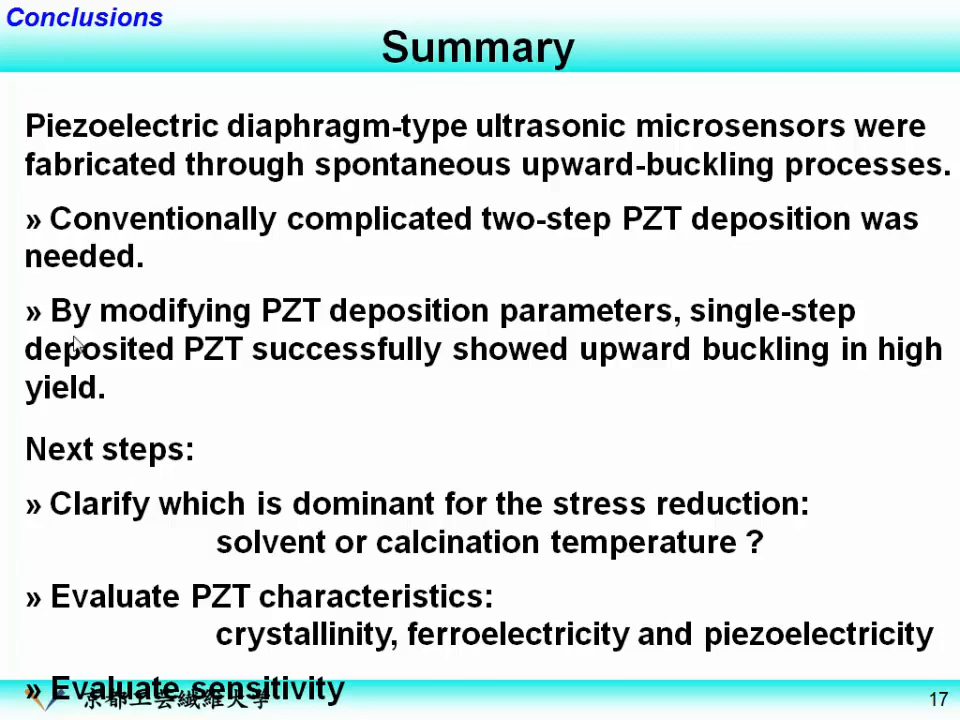 Conclusions
Summary
Piezoelectric diaphragm-type ultrasonic microsensors were
fabricated through spontaneous upward-buckling processes.
» Conventionally complicated two-step PZT deposition was
needed.
» By modifying PZT deposition parameters, single-step
deposited PZT successfully showed upward buckling in high
yield.
Next steps:
» Clarify which is dominant for the stress reduction:
solvent or calcination temperature ?
» Evaluate PZT characteristics:
crystallinity, ferroelectricity and piezoelectricity
» Evaluate sensitivity
京都工芸繊維大学
17